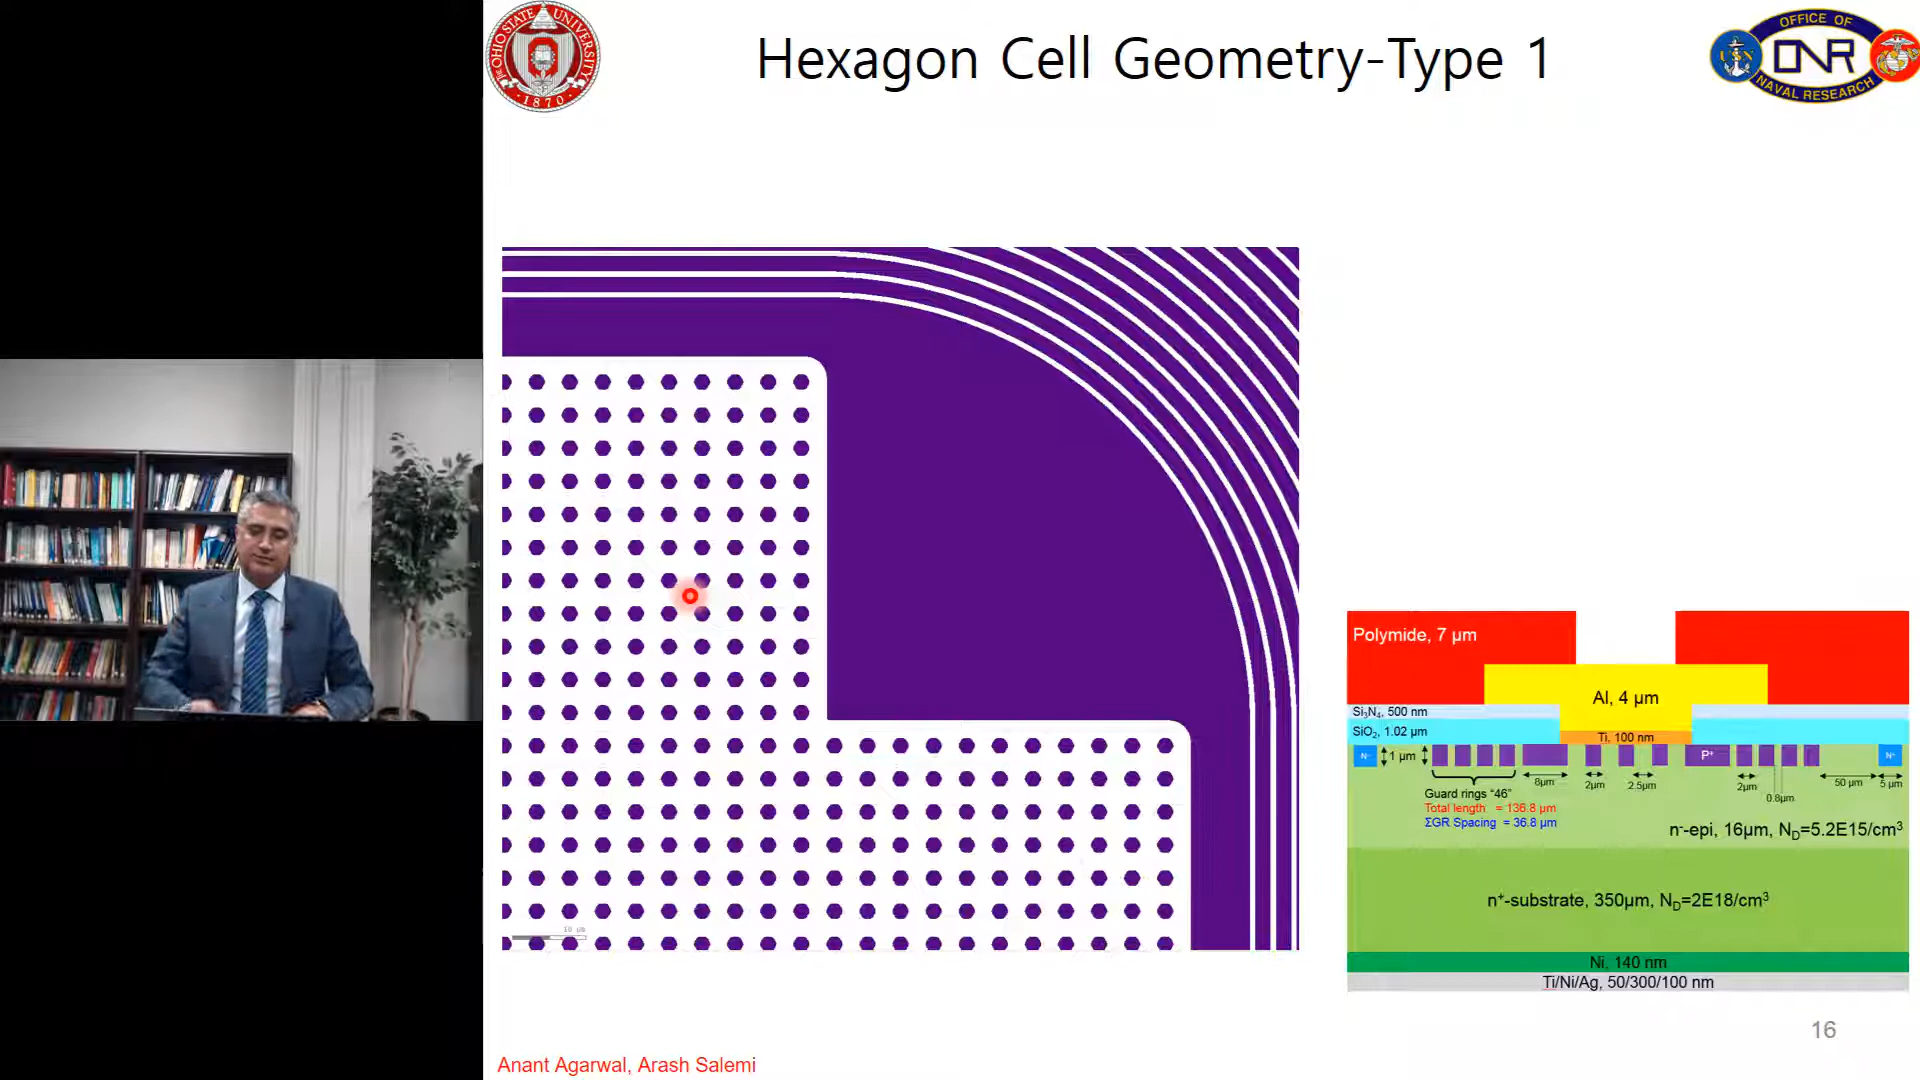 THE OHIO STATE UNIVERSITY
1870
Hexagon Cell Geometry-Type 1
OFFICE OF
ONR
NAVAL RESEARCH
10 µm
Polymide, 7 µm
Al, 4 µm
Si₃N₄, 500 nm
SiO₂, 1.02 µm
Ti, 100 nm
N⁺
1 µm
P⁺
N⁺
8µm
2µm
2.5µm
2µm
0.8µm
50 µm
5 µm
Guard rings “46”
Total length = 136.8 µm
ΣGR Spacing = 36.8 µm
n⁻-epi, 16µm, N_D=5.2E15/cm³
n⁺-substrate, 350µm, N_D=2E18/cm³
Ni, 140 nm
Ti/Ni/Ag, 50/300/100 nm
16
Anant Agarwal, Arash Salemi